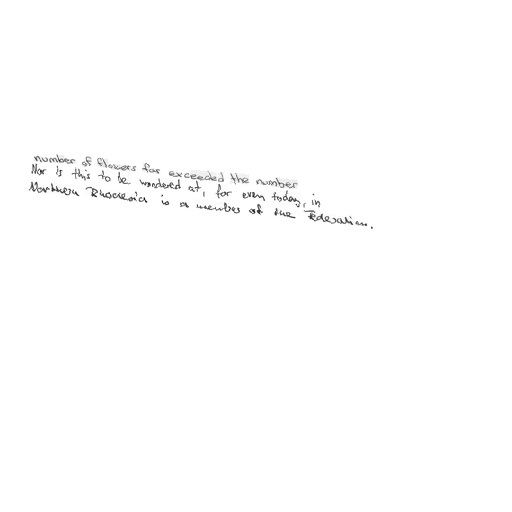 number of flowers far exceeded the number
Nor is this to be wondered at, for even today, in
Northern Rhodesia is a member of the Federation.